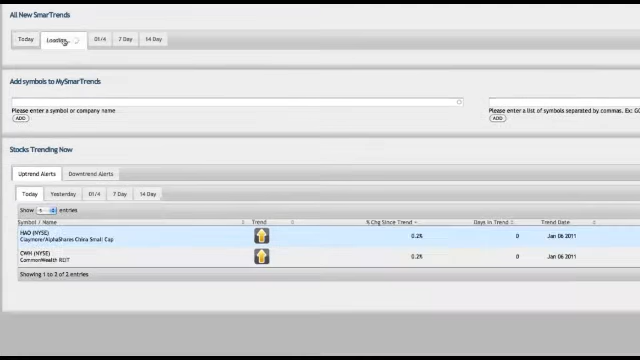 All New SmarTrends
Today Loading... 01/4 7 Day 14 Day
Add symbols to MySmarTrends
Please enter a symbol or company name
Please enter a list of symbols separated by commas. Ex: GO
ADD ADD
Stocks Trending Now
Uptrend Alerts Downtrend Alerts
Today Yesterday 01/4 7 Day 14 Day
Show entries
Symbol / Name Trend % Chg Since Trend Days in Trend Trend Date
HAO (NYSE) 0.2% 0 Jan 06 2011
Claymore/AlphaShares China Small Cap
CWH (NYSE) 0.2% 0 Jan 06 2011
CommonWealth REIT
Showing 1 to 2 of 2 entries